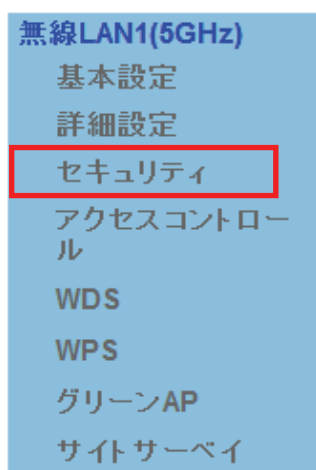 無線LAN1(5GHz)
基本設定
詳細設定
セキュリティ
アクセスコントロー
ル
WDS
WPS
グリーンAP
サイトサーベイ